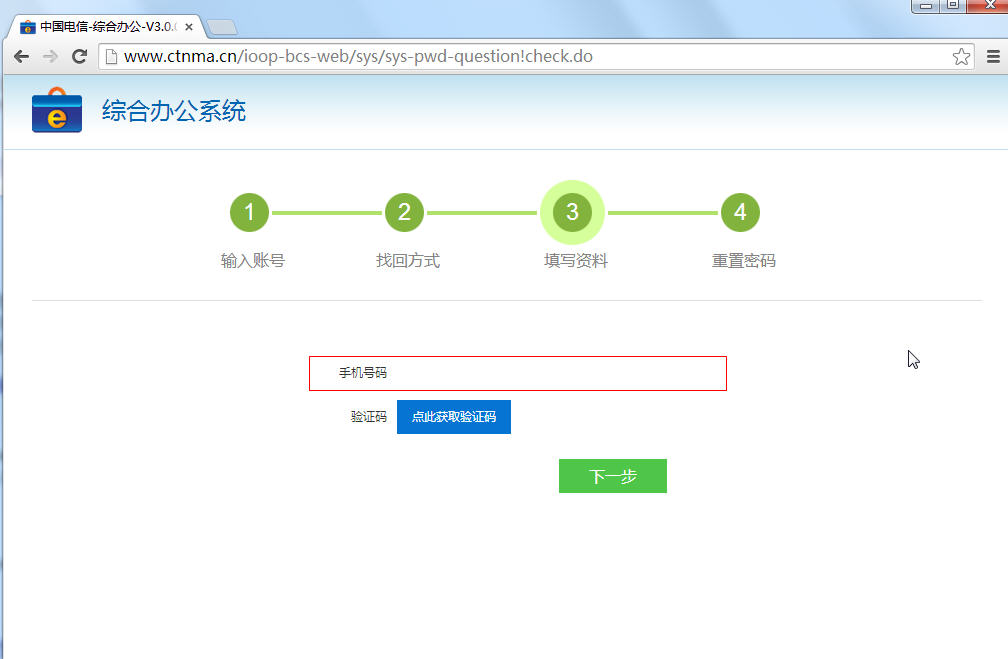 中国电信-综合办公-V3.0.
www.ctnma.cn/ioop-bcs-web/sys/sys-pwd-question!check.do
e 综合办公系统
1 2 3 4
输入账号 找回方式 填写资料 重置密码
手机号码
验证码 点此获取验证码
下一步